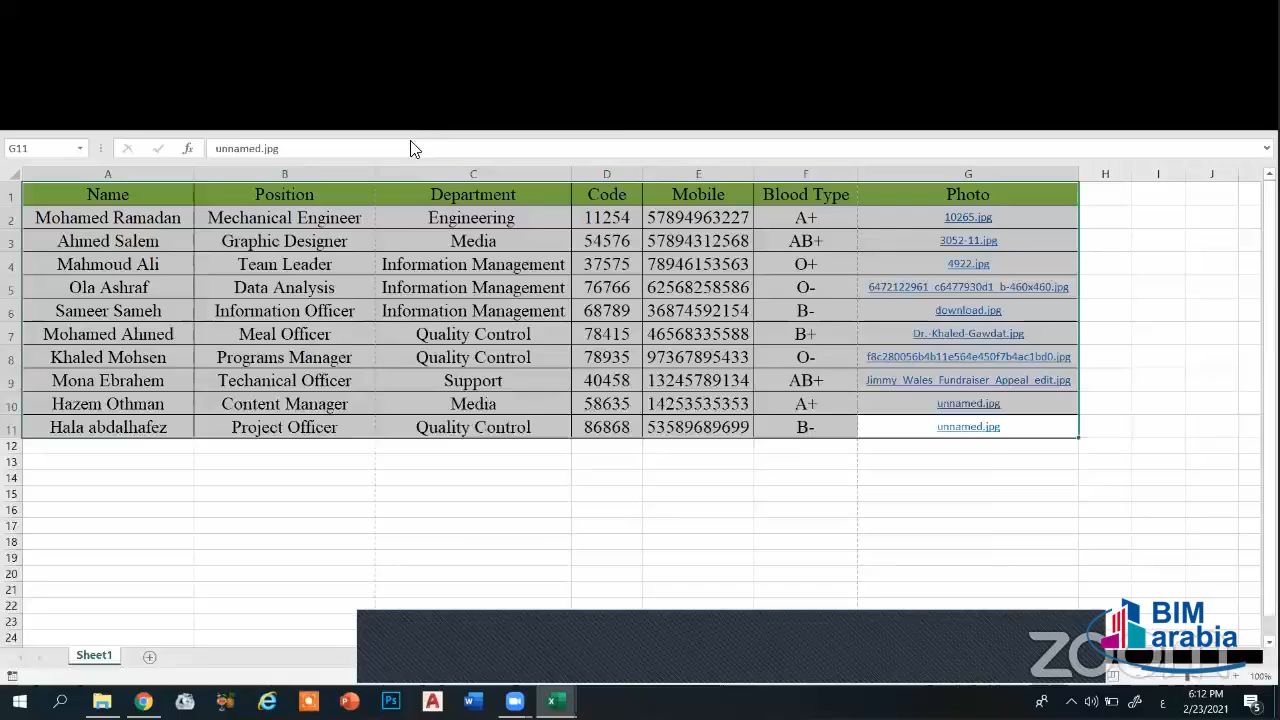 G11 fx unnamed.jpg
A B C D E F G H I J
1 Name Position Department Code Mobile Blood Type Photo
2 Mohamed Ramadan Mechanical Engineer Engineering 11254 57894963227 A+ 10265.jpg
3 Ahmed Salem Graphic Designer Media 54576 57894312568 AB+ 3052-11.jpg
4 Mahmoud Ali Team Leader Information Management 37575 78946153563 O+ 4922.jpg
5 Ola Ashraf Data Analysis Information Management 76766 62568258586 O- 6472122961_c6477930d1_b-460x460.jpg
6 Sameer Sameh Information Officer Information Management 68789 36874592154 B- download.jpg
7 Mohamed Ahmed Meal Officer Quality Control 78415 46568335588 B+ Dr.-Khaled-Gawdat.jpg
8 Khaled Mohsen Programs Manager Quality Control 78935 97367895433 O- f8c280056b4b11e564e450f7b4ac1bd0.jpg
9 Mona Ebrahem Techanical Officer Support 40458 13245789134 AB+ Jimmy_Wales_Fundraiser_Appeal_edit.jpg
10 Hazem Othman Content Manager Media 58635 14253535353 A+ unnamed.jpg
11 Hala abdalhafez Project Officer Quality Control 86868 53589689699 B- unnamed.jpg
12
13
14
15
16
17
18
19
20
21
22
23
24
BIM
arabia
zoom
Sheet1
100%
6:12 PM
ع
2/23/2021
5